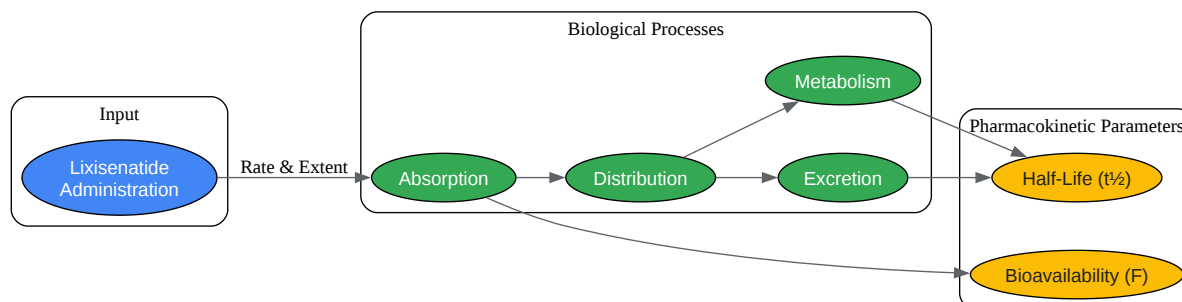 Biological Processes
Metabolism
Input
Pharmacokinetic Parameters
Lixisenatide
Administration
Rate & Extent
Absorption
Distribution
Excretion
Half-Life (t½)
Bioavailability (F)